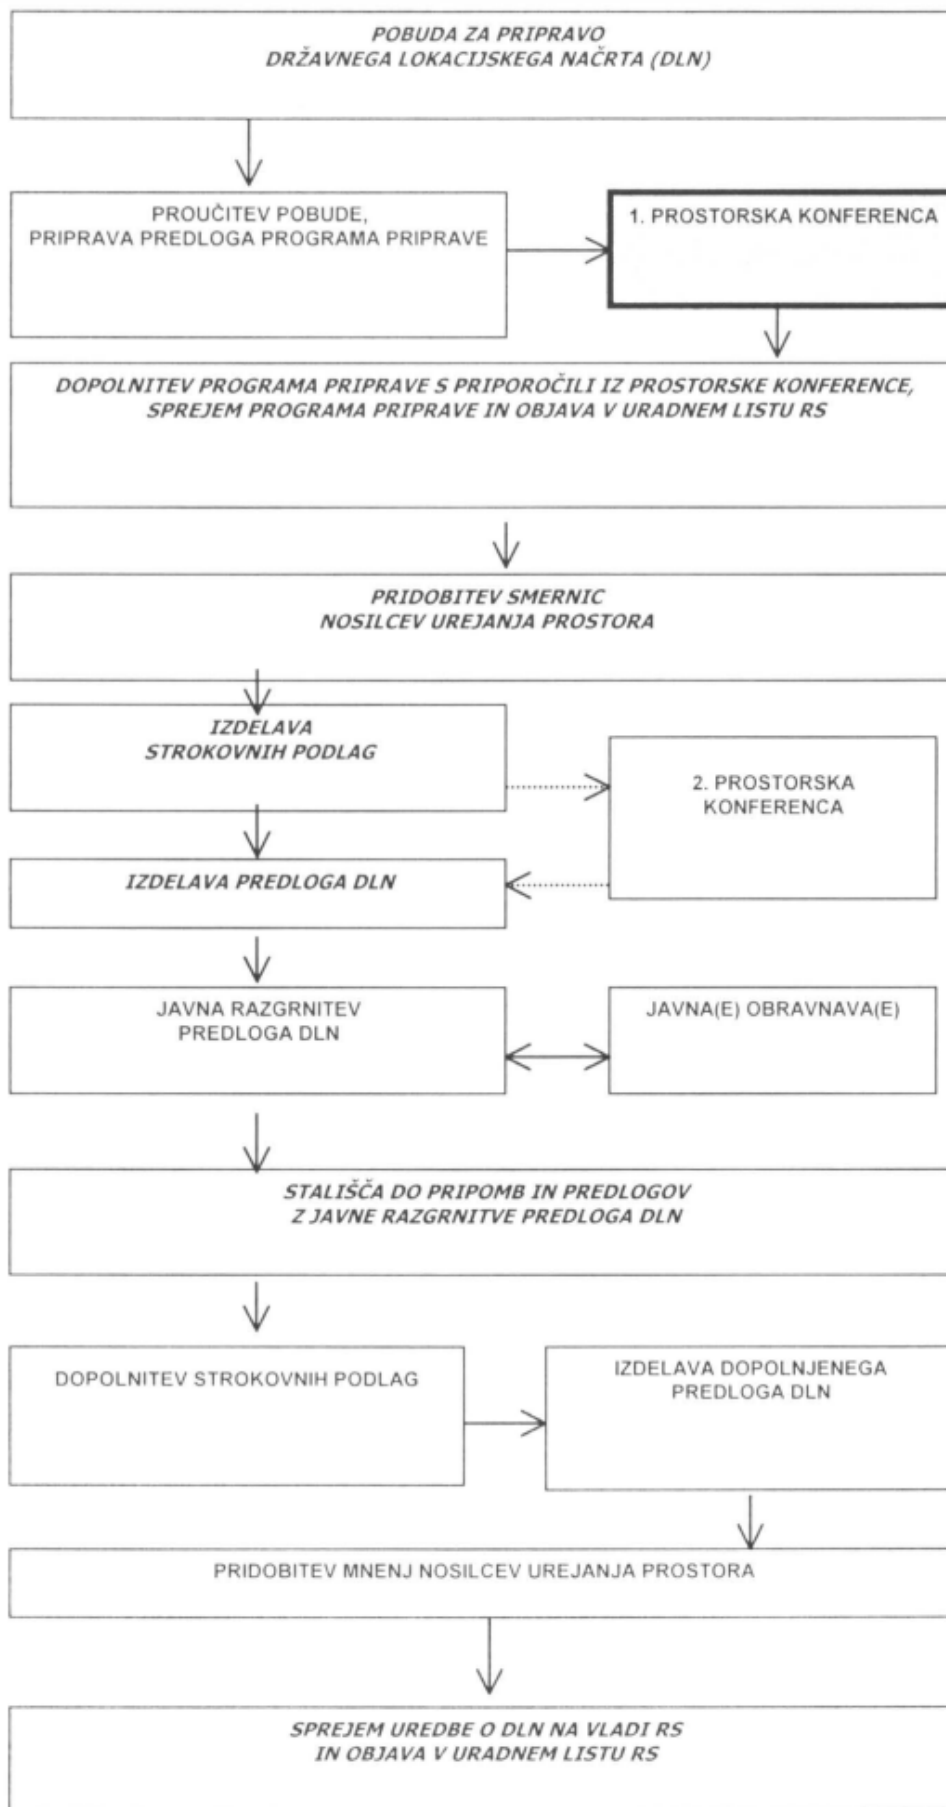 POBUDA ZA PRIPRAVO
DRŽAVNEGA LOKACIJSKEGA NAČRTA (DLN)
PROUČITEV POBUDE,
PRIPRAVA PREDLOGA PROGRAMA PRIPRAVE
1. PROSTORSKA KONFERENCA
DOPOLNITEV PROGRAMA PRIPRAVE S PRIPOROČILI IZ PROSTORSKE KONFERENCE,
SPREJEM PROGRAMA PRIPRAVE IN OBJAVA V URADNEM LISTU RS
PRIDOBITEV SMERNIC
NOSILCEV UREJANJA PROSTORA
IZDELAVA
STROKOVNIH PODLAG
2. PROSTORSKA
KONFERENCA
IZDELAVA PREDLOGA DLN
JAVNA RAZGRNITEV
PREDLOGA DLN
JAVNA(E) OBRAVNAVA(E)
STALIŠČA DO PRIPOMB IN PREDLOGOV
Z JAVNE RAZGRNITVE PREDLOGA DLN
DOPOLNITEV STROKOVNIH PODLAG
IZDELAVA DOPOLNJENEGA
PREDLOGA DLN
PRIDOBITEV MNENJ NOSILCEV UREJANJA PROSTORA
SPREJEM UREDBE O DLN NA VLADI RS
IN OBJAVA V URADNEM LISTU RS